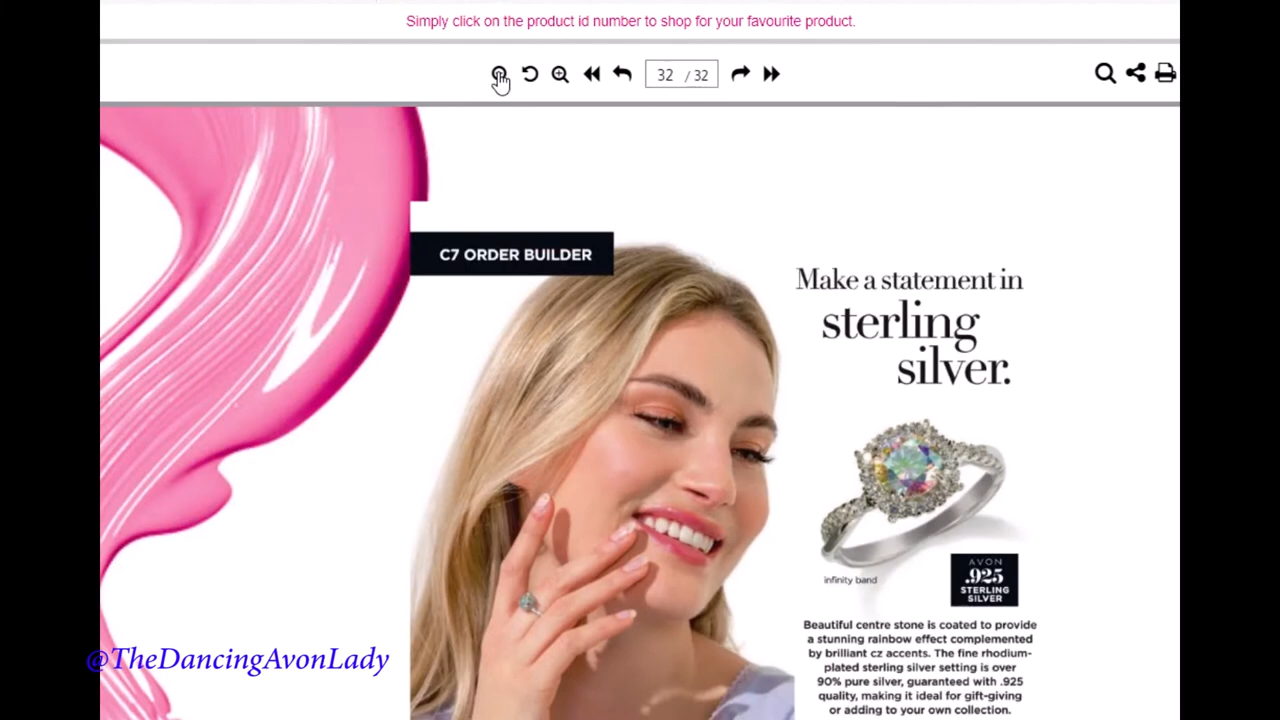 Simply click on the product id number to shop for your favourite product.
32 / 32
C7 ORDER BUILDER
Make a statement in
sterling
silver.
infinity band
AVON
.925
STERLING
SILVER
Beautiful centre stone is coated to provide
a stunning rainbow effect complemented
by brilliant cz accents. The fine rhodium-
plated sterling silver setting is over
90% pure silver, guaranteed with .925
quality, making it ideal for gift-giving
or adding to your own collection.
@TheDancingAvonLady